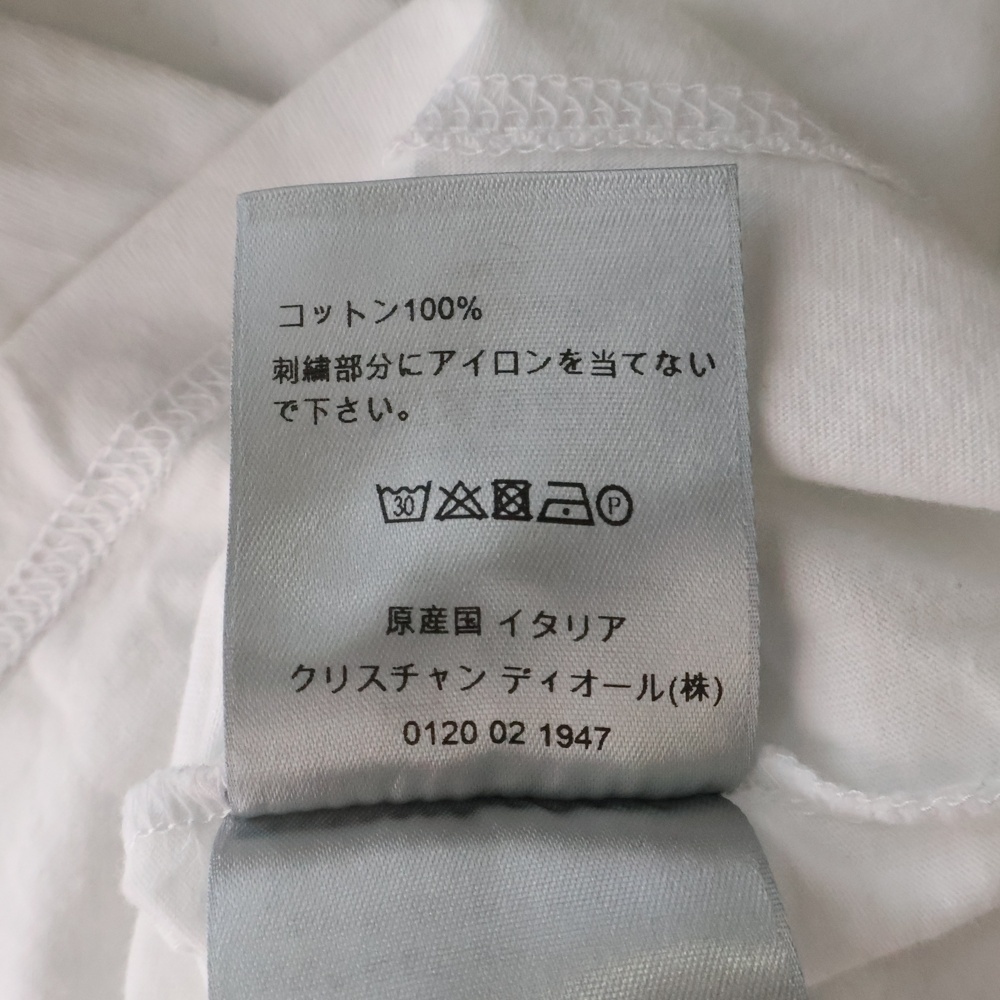 コットン100%
刺繍部分にアイロンを当てない
で下さい。
30 P
原産国 イタリア
クリスチャン ディオール(株)
0120 02 1947